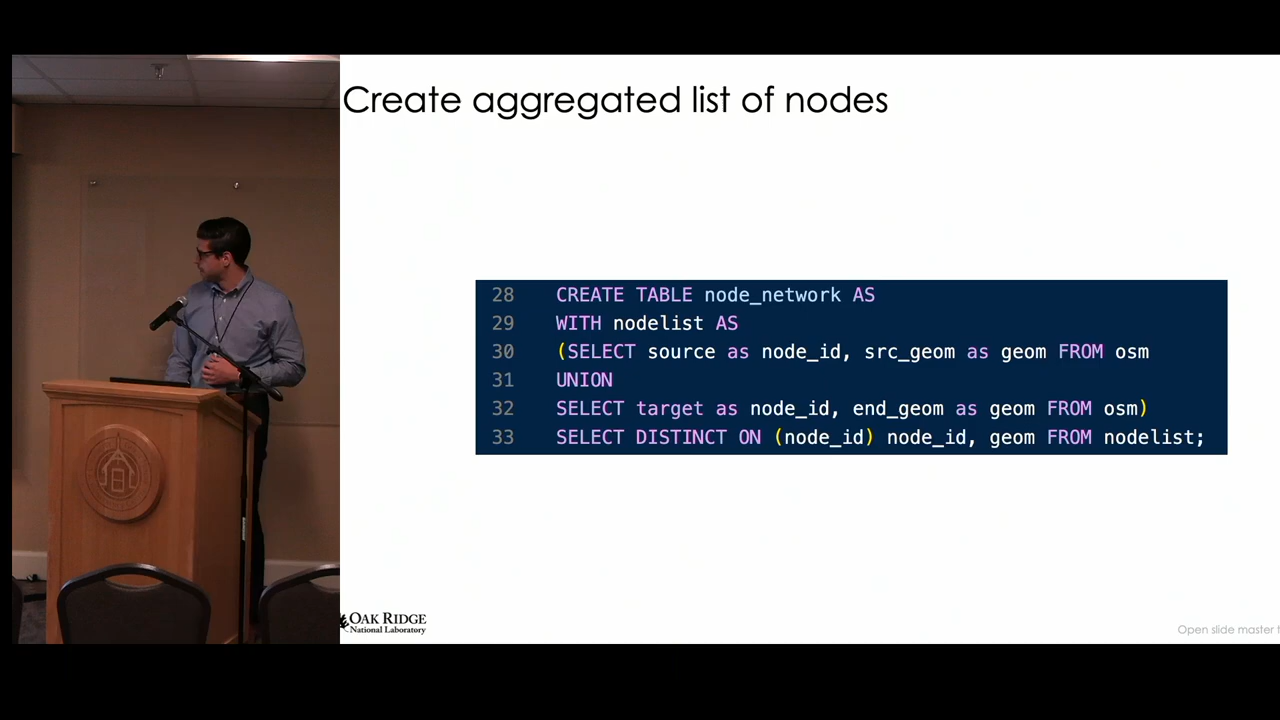 Create aggregated list of nodes
28 CREATE TABLE node_network AS
29 WITH nodelist AS
30 (SELECT source as node_id, src_geom as geom FROM osm
31 UNION
32 SELECT target as node_id, end_geom as geom FROM osm)
33 SELECT DISTINCT ON (node_id) node_id, geom FROM nodelist;
OAK RIDGE
National Laboratory
Open slide master t